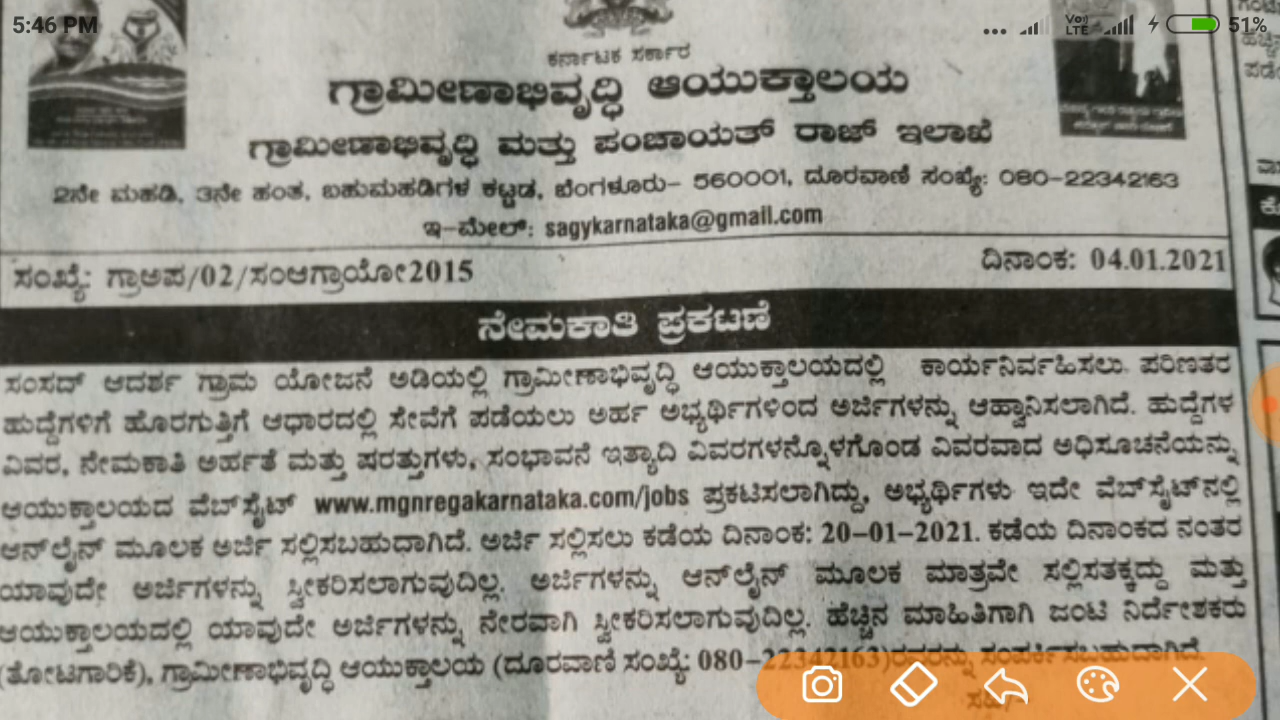 5:46 PM
Vo)) LTE
51%
ಕರ್ನಾಟಕ ಸರ್ಕಾರ
ಗ್ರಾಮೀಣಾಭಿವೃದ್ಧಿ ಆಯುಕ್ತಾಲಯ
ಗ್ರಾಮೀಣಾಭಿವೃದ್ಧಿ ಮತ್ತು ಪಂಚಾಯತ್ ರಾಜ್ ಇಲಾಖೆ
2ನೇ ಮಹಡಿ, 3ನೇ ಹಂತ, ಬಹುಮಹಡಿಗಳ ಕಟ್ಟಡ, ಬೆಂಗಳೂರು– 560001, ದೂರವಾಣಿ ಸಂಖ್ಯೆ: 080–22342163
ಇ–ಮೇಲ್: sagykarnataka@gmail.com
ಸಂಖ್ಯೆ: ಗ್ರಾಅಪ/02/ಸಂಆಗ್ರಾಯೋ2015
ದಿನಾಂಕ: 04.01.2021
ನೇಮಕಾತಿ ಪ್ರಕಟಣೆ
ಸಂಸದ್ ಆದರ್ಶ ಗ್ರಾಮ ಯೋಜನೆ ಅಡಿಯಲ್ಲಿ ಗ್ರಾಮೀಣಾಭಿವೃದ್ಧಿ ಆಯುಕ್ತಾಲಯದಲ್ಲಿ ಕಾರ್ಯನಿರ್ವಹಿಸಲು ಪರಿಣತರ
ಹುದ್ದೆಗಳಿಗೆ ಹೊರಗುತ್ತಿಗೆ ಆಧಾರದಲ್ಲಿ ಸೇವೆಗೆ ಪಡೆಯಲು ಅರ್ಹ ಅಭ್ಯರ್ಥಿಗಳಿಂದ ಅರ್ಜಿಗಳನ್ನು ಆಹ್ವಾನಿಸಲಾಗಿದೆ. ಹುದ್ದೆಗಳ
ವಿವರ, ನೇಮಕಾತಿ ಅರ್ಹತೆ ಮತ್ತು ಷರತ್ತುಗಳು, ಸಂಭಾವನೆ ಇತ್ಯಾದಿ ವಿವರಗಳನ್ನೊಳಗೊಂಡ ವಿವರವಾದ ಅಧಿಸೂಚನೆಯನ್ನು
ಆಯುಕ್ತಾಲಯದ ವೆಬ್‌ಸೈಟ್ www.mgnregakarnataka.com/jobs ಪ್ರಕಟಿಸಲಾಗಿದ್ದು, ಅಭ್ಯರ್ಥಿಗಳು ಇದೇ ವೆಬ್‌ಸೈಟ್‌ನಲ್ಲಿ
ಆನ್‌ಲೈನ್ ಮೂಲಕ ಅರ್ಜಿ ಸಲ್ಲಿಸಬಹುದಾಗಿದೆ. ಅರ್ಜಿ ಸಲ್ಲಿಸಲು ಕಡೆಯ ದಿನಾಂಕ: 20–01–2021. ಕಡೆಯ ದಿನಾಂಕದ ನಂತರ
ಯಾವುದೇ ಅರ್ಜಿಗಳನ್ನು ಸ್ವೀಕರಿಸಲಾಗುವುದಿಲ್ಲ. ಅರ್ಜಿಗಳನ್ನು ಆನ್‌ಲೈನ್ ಮೂಲಕ ಮಾತ್ರವೇ ಸಲ್ಲಿಸತಕ್ಕದ್ದು ಮತ್ತು
ಆಯುಕ್ತಾಲಯದಲ್ಲಿ ಯಾವುದೇ ಅರ್ಜಿಗಳನ್ನು ನೇರವಾಗಿ ಸ್ವೀಕರಿಸಲಾಗುವುದಿಲ್ಲ. ಹೆಚ್ಚಿನ ಮಾಹಿತಿಗಾಗಿ ಜಂಟಿ ನಿರ್ದೇಶಕರು
(ತೋಟಗಾರಿಕೆ), ಗ್ರಾಮೀಣಾಭಿವೃದ್ಧಿ ಆಯುಕ್ತಾಲಯ (ದೂರವಾಣಿ ಸಂಖ್ಯೆ: 080–22342163)ರವರನ್ನು ಸಂಪರ್ಕಿಸಬಹುದಾಗಿದೆ.